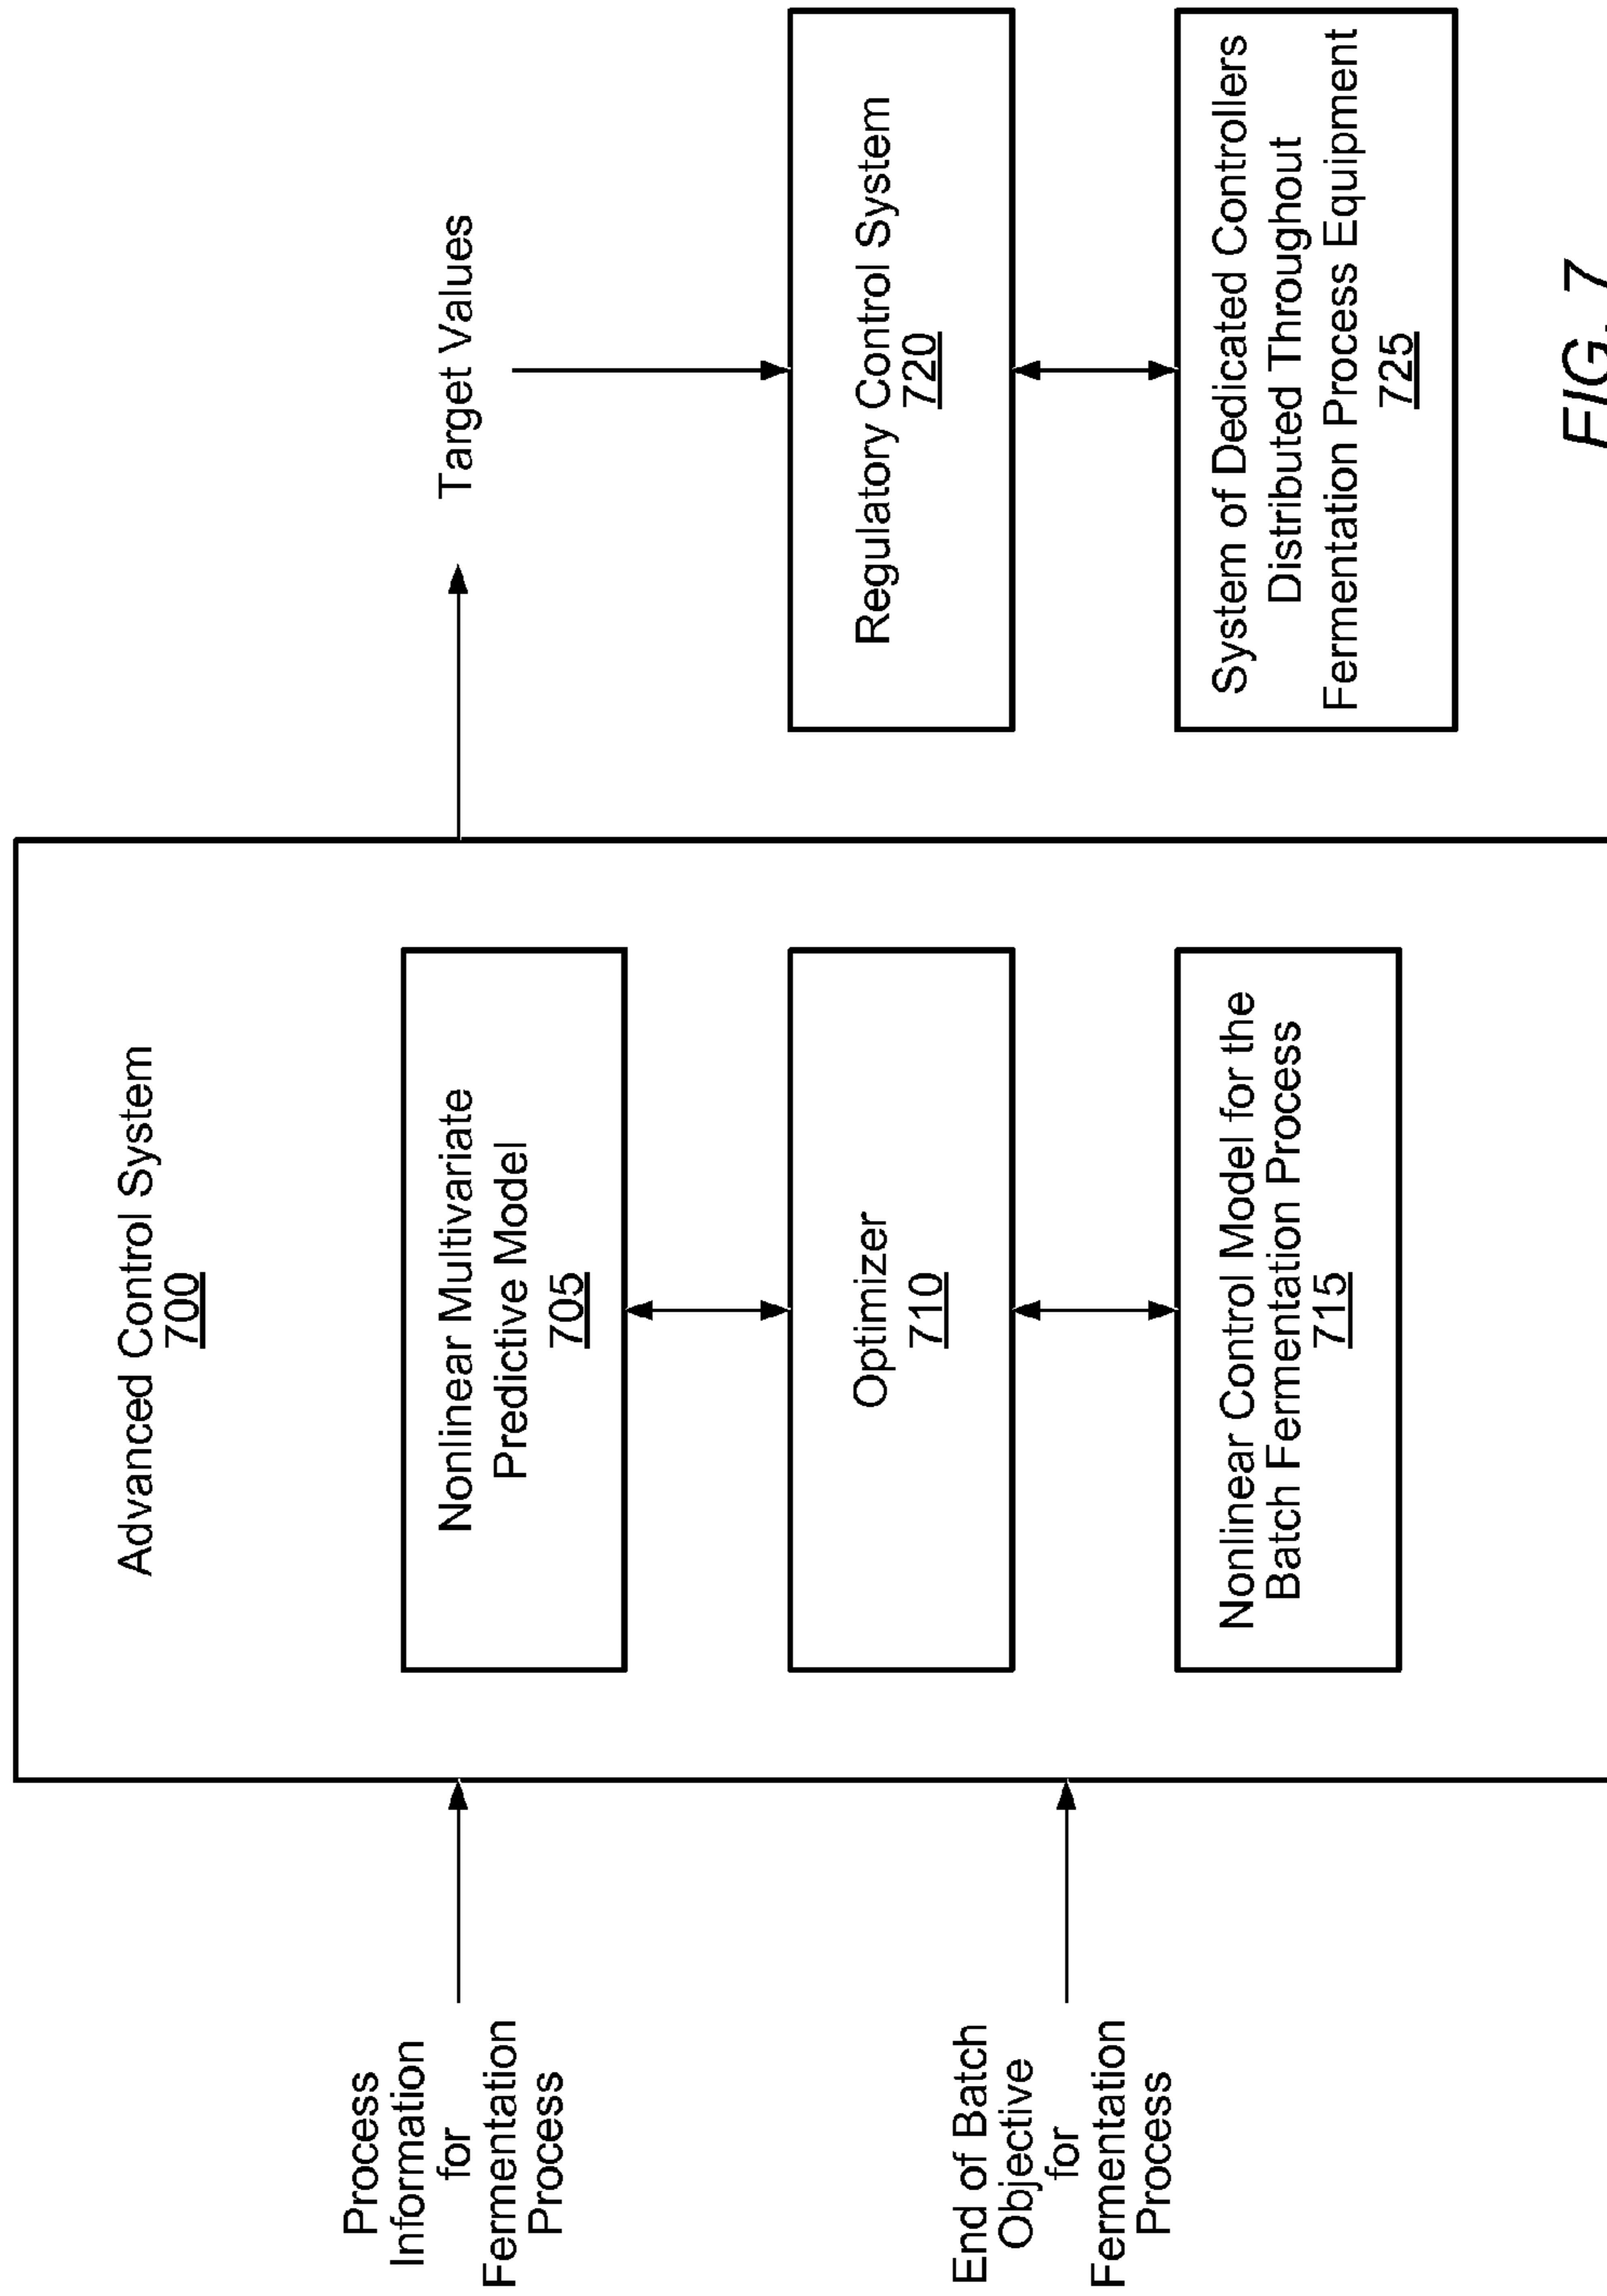 Process
Information
for
Fermentation
Process
End of Batch
Objective
for
Fermentation
Process
Advanced Control System
700
Nonlinear Multivariate
Predictive Model
705
Optimizer
710
Nonlinear Control Model for the
Batch Fermentation Process
715
Target Values
Regulatory Control System
720
System of Dedicated Controllers
Distributed Throughout
Fermentation Process Equipment
725
FIG. 7